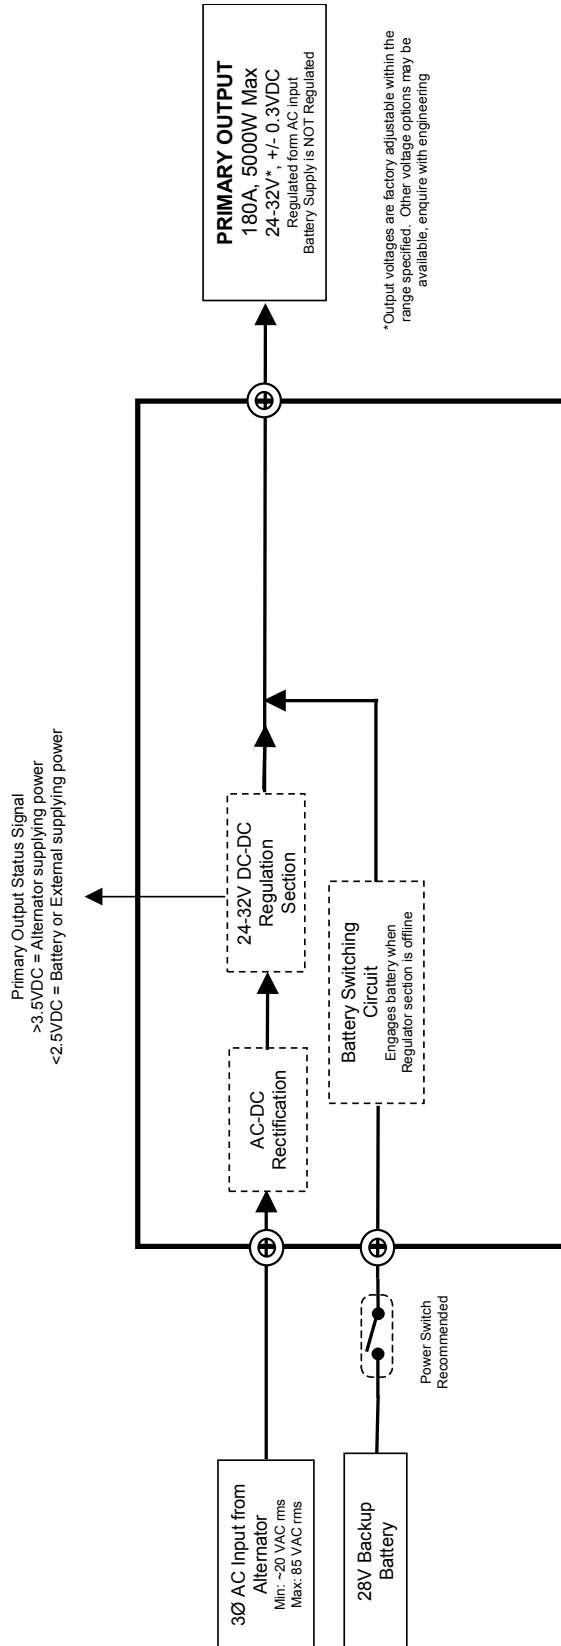 Primary Output Status Signal
>3.5VDC = Alternator supplying power
<2.5VDC = Battery or External supplying power
3Ø AC Input from
Alternator
Min: ~20 VAC rms
Max: 85 VAC rms
AC-DC
Rectification
24-32V DC-DC
Regulation
Section
PRIMARY OUTPUT
180A, 5000W Max
24-32V*, +/- 0.3VDC
Regulated form AC input
Battery Supply is NOT Regulated
28V Backup
Battery
Power Switch
Recommended
Battery Switching
Circuit
Engages battery when
Regulator section is offline
*Output voltages are factory adjustable within the
range specified. Other voltage options may be
available, enquire with engineering